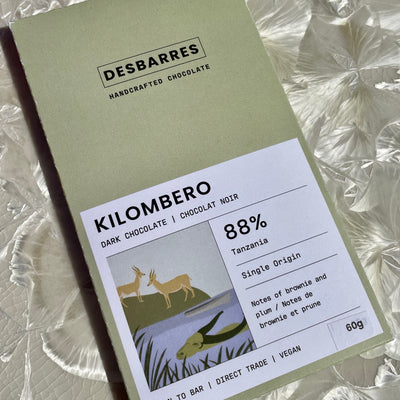 DESBARRES
HANDCRAFTED CHOCOLATE
KILOMBERO
DARK CHOCOLATE | CHOCOLAT NOIR
88%
Tanzania
Single Origin
Notes of brownie and
plum / Notes de
brownie et prune
60g
TO BAR | DIRECT TRADE | VEGAN